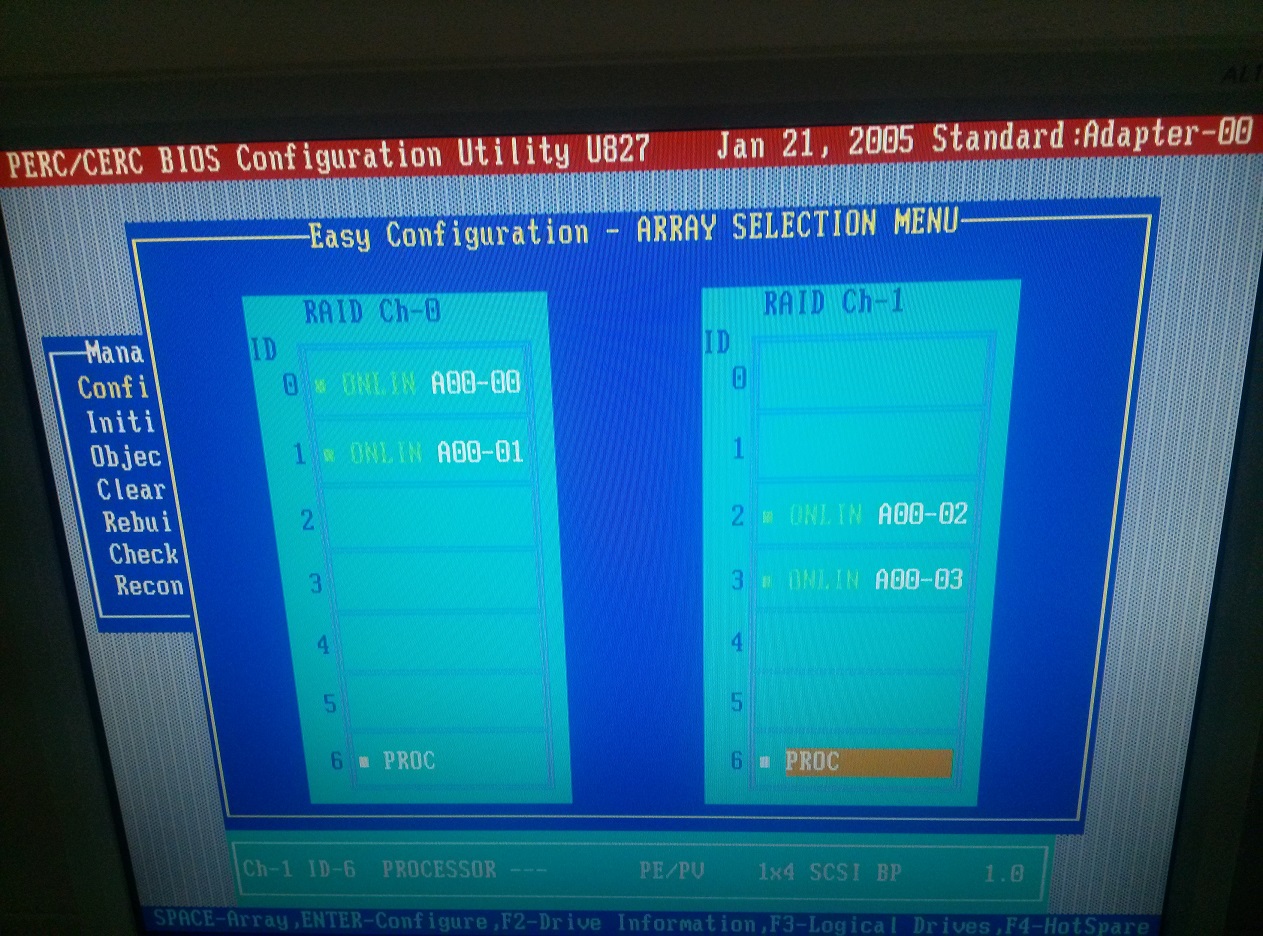 ALT
PERC/CERC BIOS Configuration Utility U827 Jan 21, 2005 Standard:Adapter-00
Easy Configuration - ARRAY SELECTION MENU
RAID Ch-0 RAID Ch-1
ID ID
Mana
Confi
Initi
Objec
Clear
Rebui
Check
Recon
0 ONLIN A00-00
1 ONLIN A00-01
2
3
4
5
6 PROC
0
1
2 ONLIN A00-02
3 ONLIN A00-03
4
5
6 PROC
Ch-1 ID-6 PROCESSOR --- PE/PV 1x4 SCSI BP 1.0
SPACE-Array,ENTER-Configure,F2-Drive Information,F3-Logical Drives,F4-HotSpare